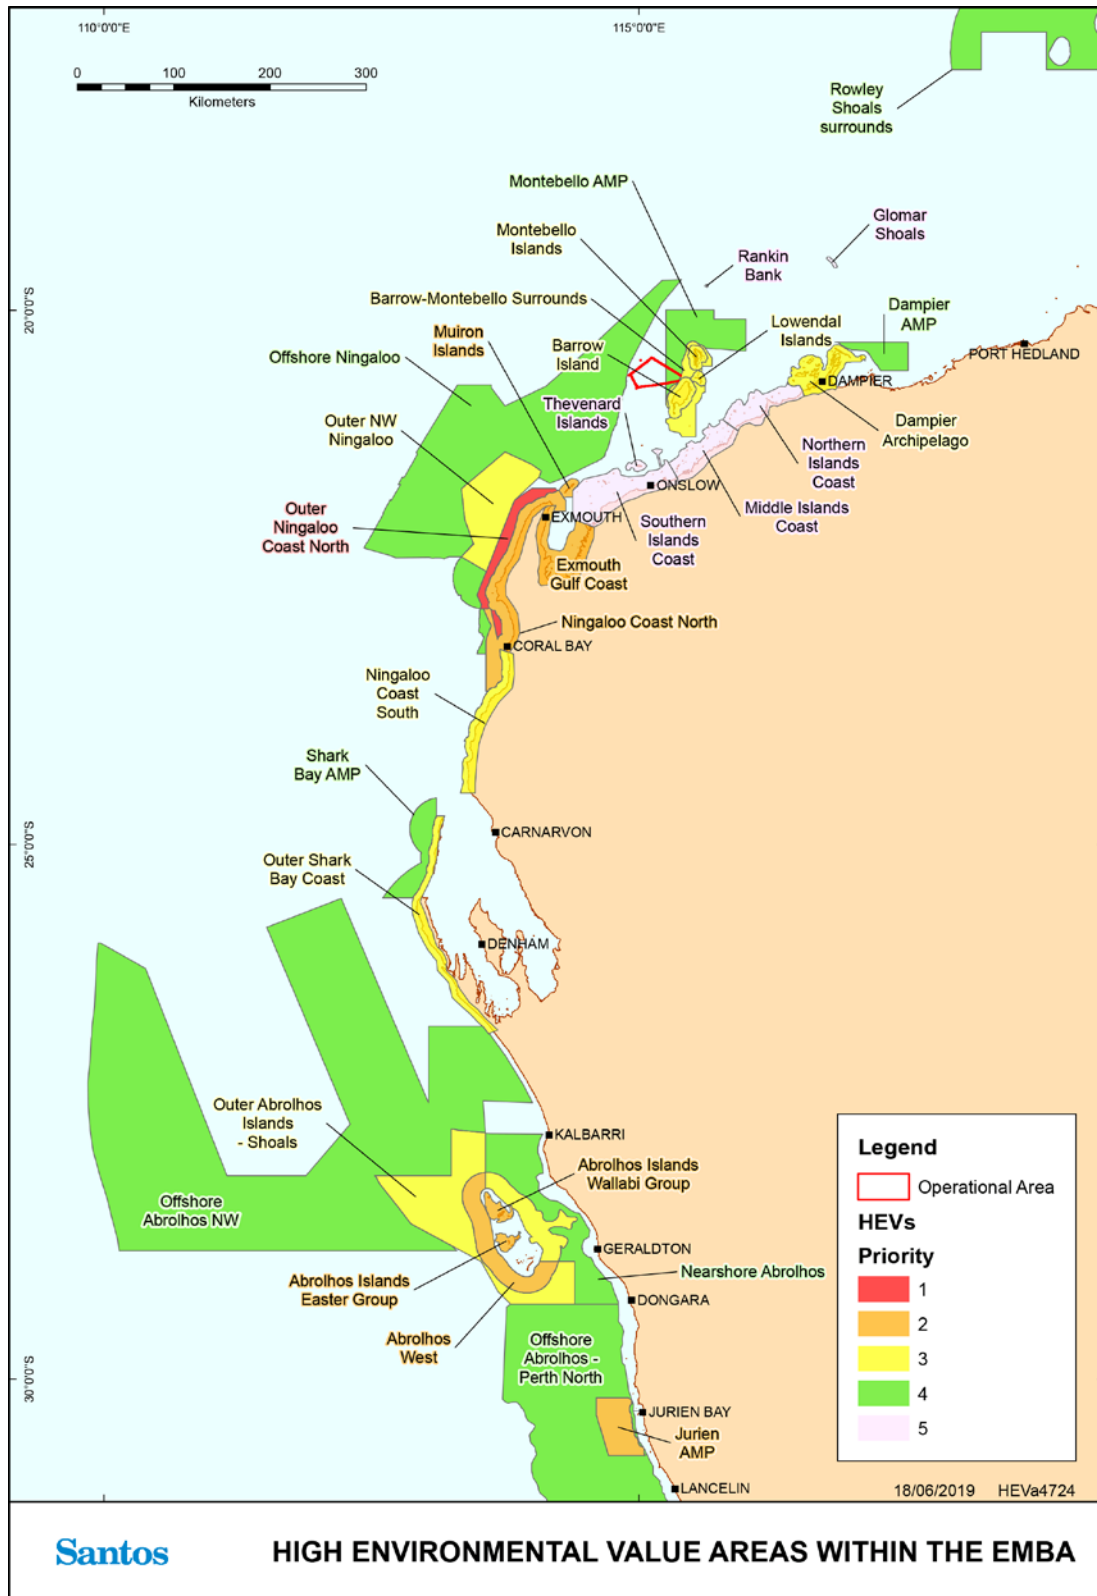 110°0'0"E
115°0'0"E
0
100
200
300
Kilometers
Rowley
Shoals
surrounds
Montebello AMP
Glomar
Shoals
Montebello
Islands
Rankin
Bank
20°0'0"S
Barrow-Montebello Surrounds
Dampier
AMP
Muiron
Islands
Lowendal
Islands
Offshore Ningaloo
Barrow
Island
PORT HEDLAND
DAMPIER
Thevenard
Islands
Outer NW
Ningaloo
Dampier
Archipelago
Northern
Islands
Coast
ONSLOW
Middle Islands
Coast
Outer
Ningaloo
Coast North
EXMOUTH
Southern
Islands
Coast
Exmouth
Gulf Coast
Ningaloo Coast North
CORAL BAY
Ningaloo
Coast
South
Shark
Bay AMP
CARNARVON
25°0'0"S
Outer Shark
Bay Coast
DENHAM
Outer Abrolhos
Islands
- Shoals
KALBARRI
Abrolhos Islands
Wallabi Group
Offshore
Abrolhos NW
GERALDTON
Nearshore Abrolhos
Abrolhos Islands
Easter Group
DONGARA
Abrolhos
West
Offshore
Abrolhos -
Perth North
30°0'0"S
JURIEN BAY
Jurien
AMP
LANCELIN
Legend
Operational Area
HEVs
Priority
1
2
3
4
5
18/06/2019 HEVa4724
Santos
HIGH ENVIRONMENTAL VALUE AREAS WITHIN THE EMBA